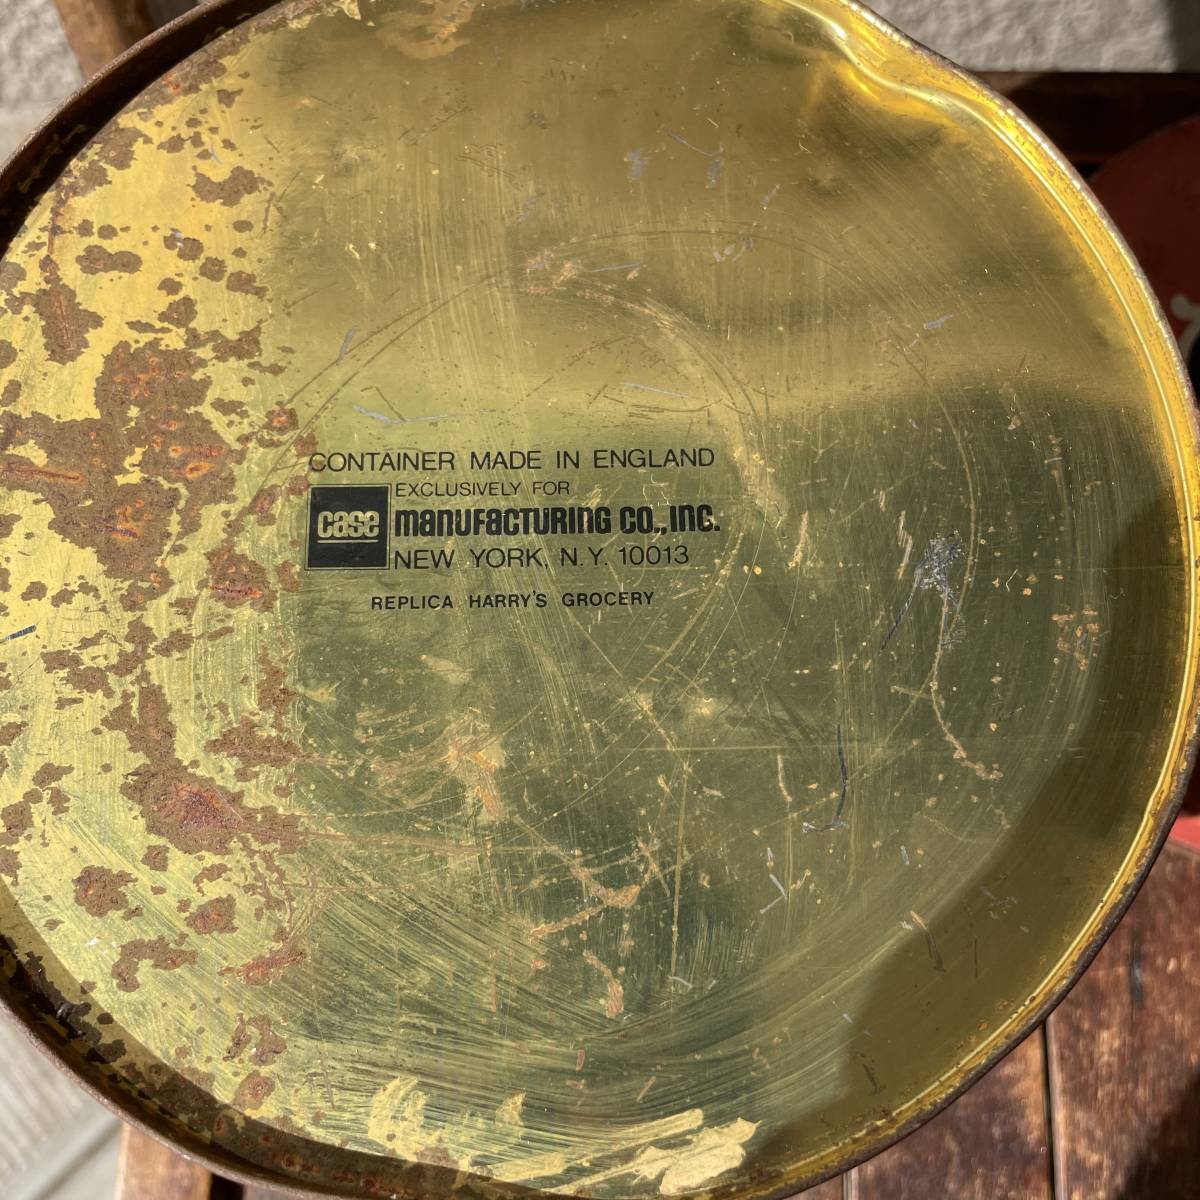 CONTAINER MADE IN ENGLAND
EXCLUSIVELY FOR
case MANUFACTURING CO., INC.
NEW YORK, N.Y. 10013
REPLICA HARRY'S GROCERY